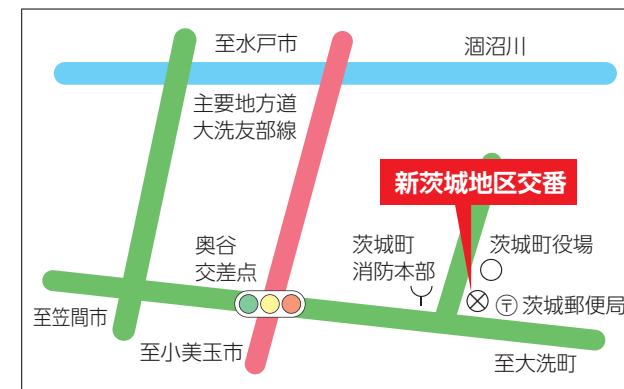 至水戸市
涸沼川
主要地方道
大洗友部線
新茨城地区交番
奥谷
交差点
茨城町
消防本部
茨城町役場
〒茨城郵便局
至笠間市
至小美玉市
至大洗町